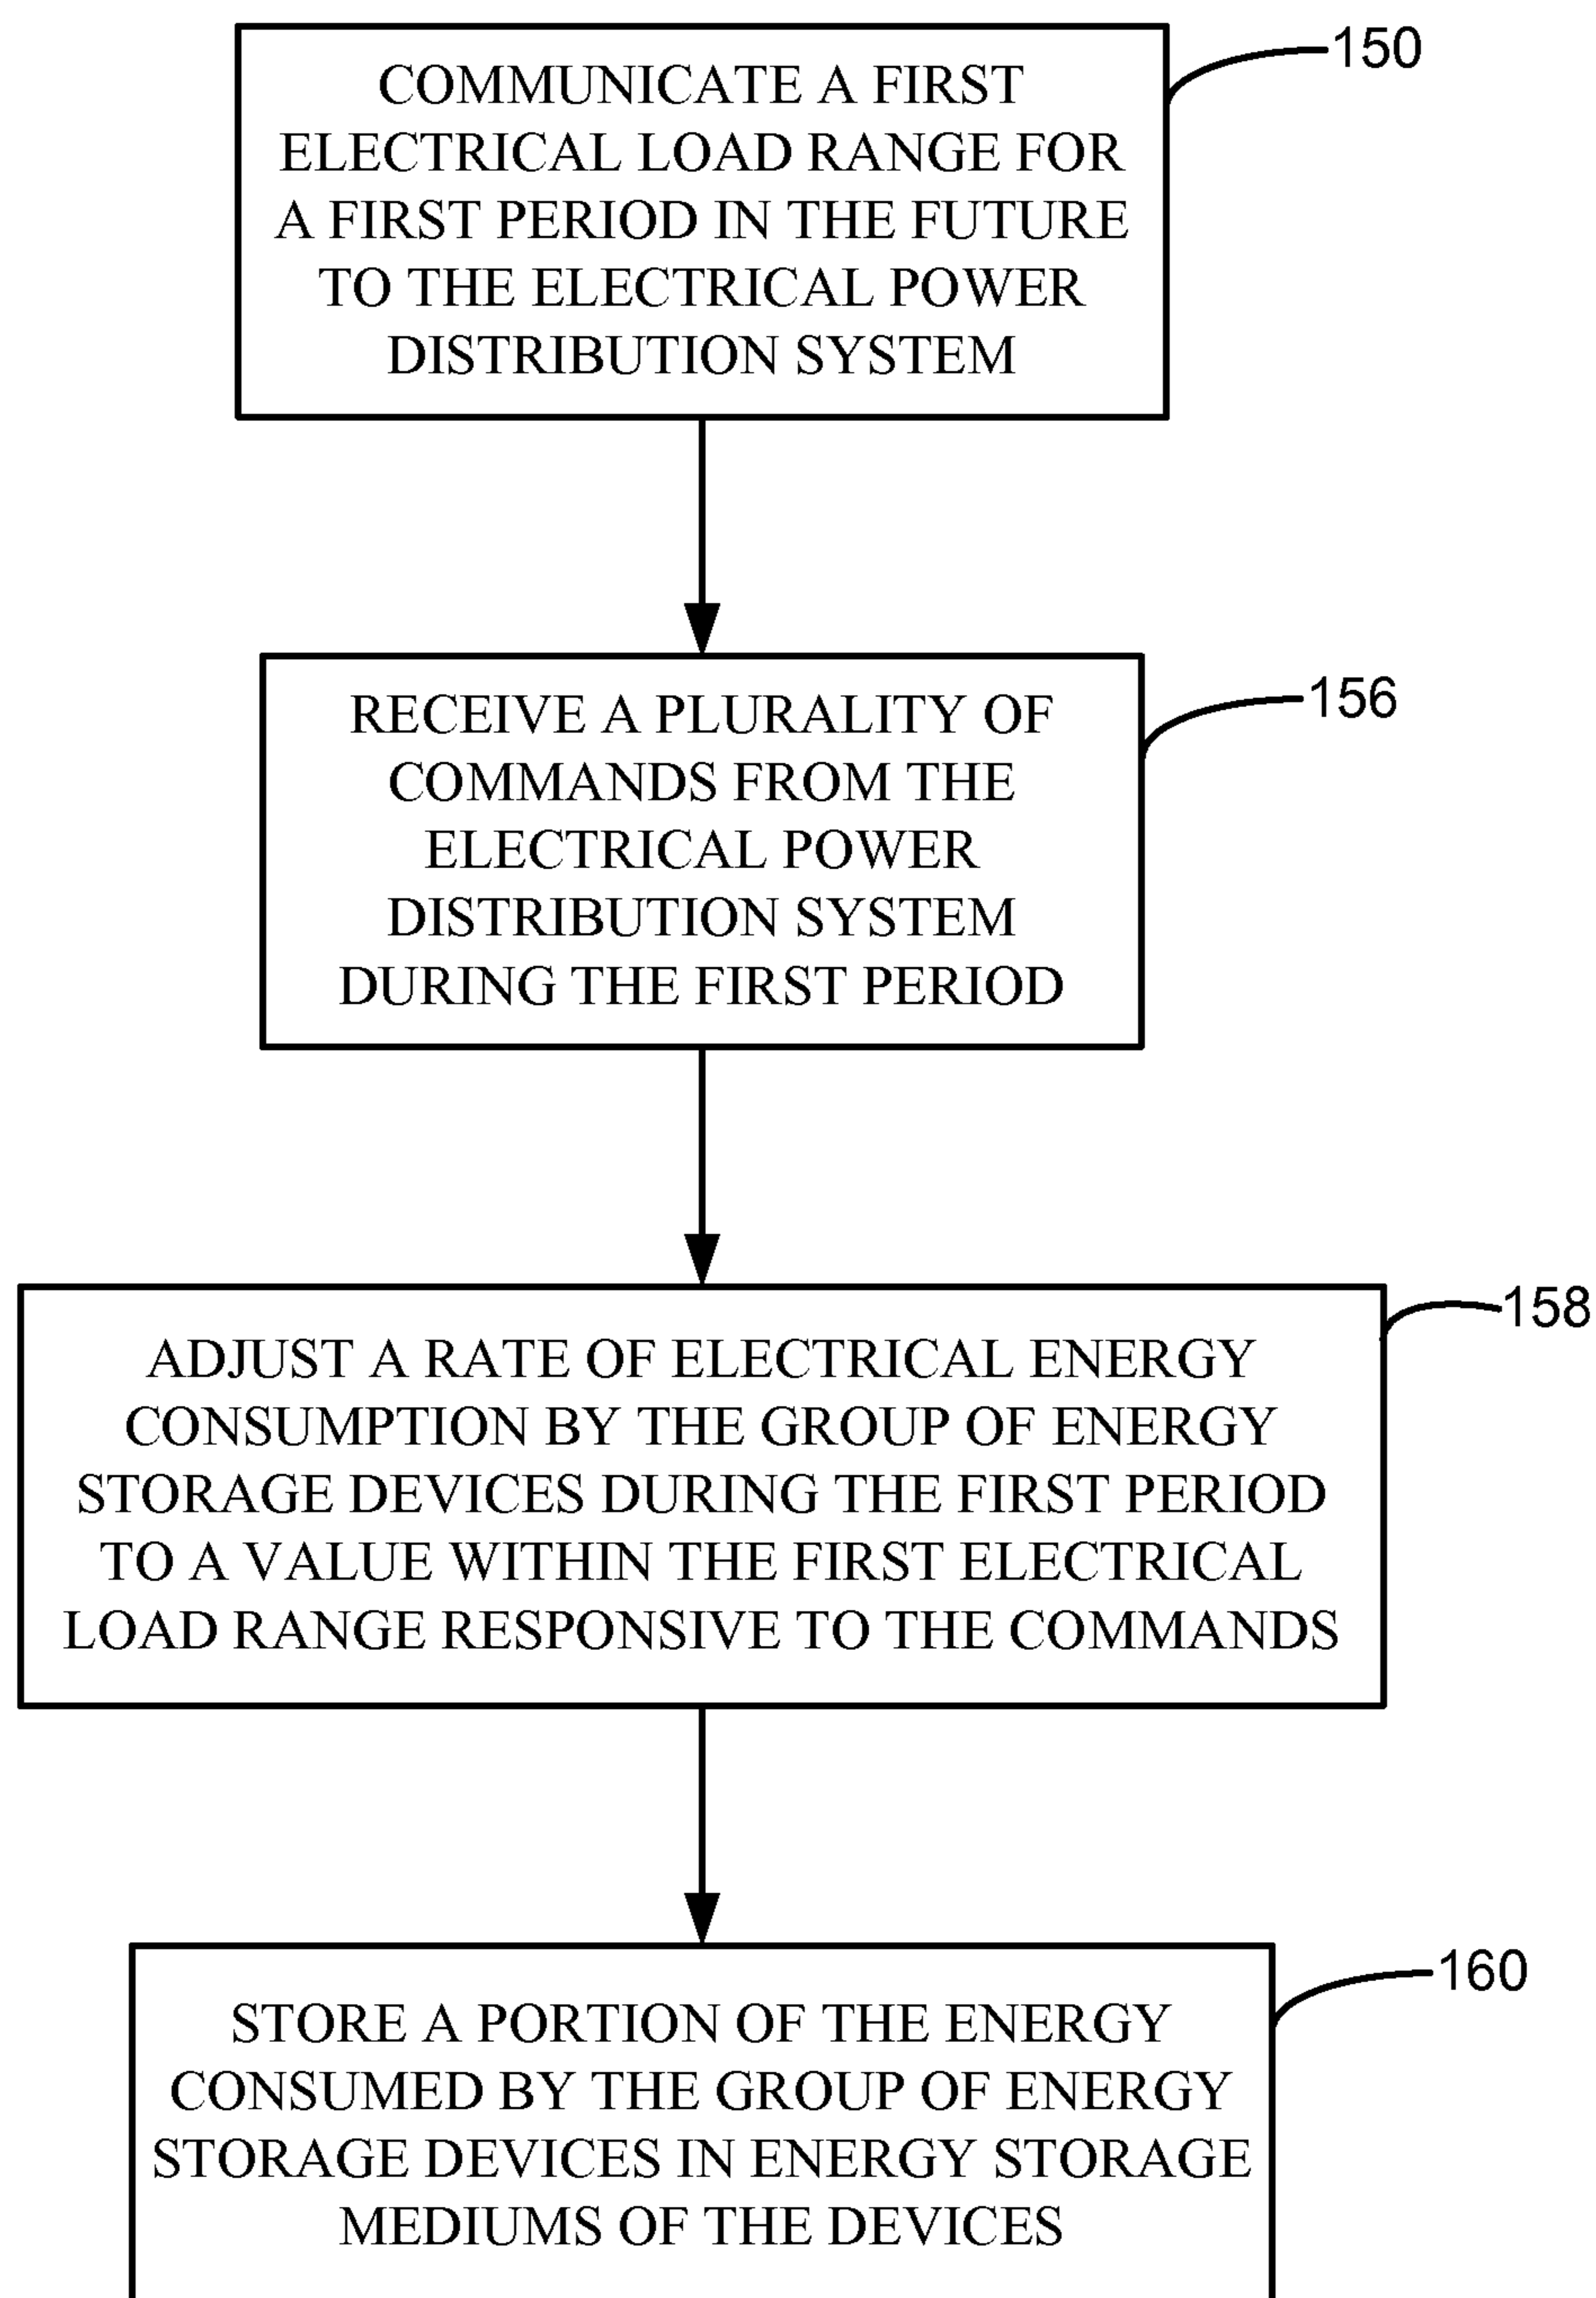 COMMUNICATE A FIRST
ELECTRICAL LOAD RANGE FOR
A FIRST PERIOD IN THE FUTURE
TO THE ELECTRICAL POWER
DISTRIBUTION SYSTEM
150
RECEIVE A PLURALITY OF
COMMANDS FROM THE
ELECTRICAL POWER
DISTRIBUTION SYSTEM
DURING THE FIRST PERIOD
156
ADJUST A RATE OF ELECTRICAL ENERGY
CONSUMPTION BY THE GROUP OF ENERGY
STORAGE DEVICES DURING THE FIRST PERIOD
TO A VALUE WITHIN THE FIRST ELECTRICAL
LOAD RANGE RESPONSIVE TO THE COMMANDS
158
STORE A PORTION OF THE ENERGY
CONSUMED BY THE GROUP OF ENERGY
STORAGE DEVICES IN ENERGY STORAGE
MEDIUMS OF THE DEVICES
160